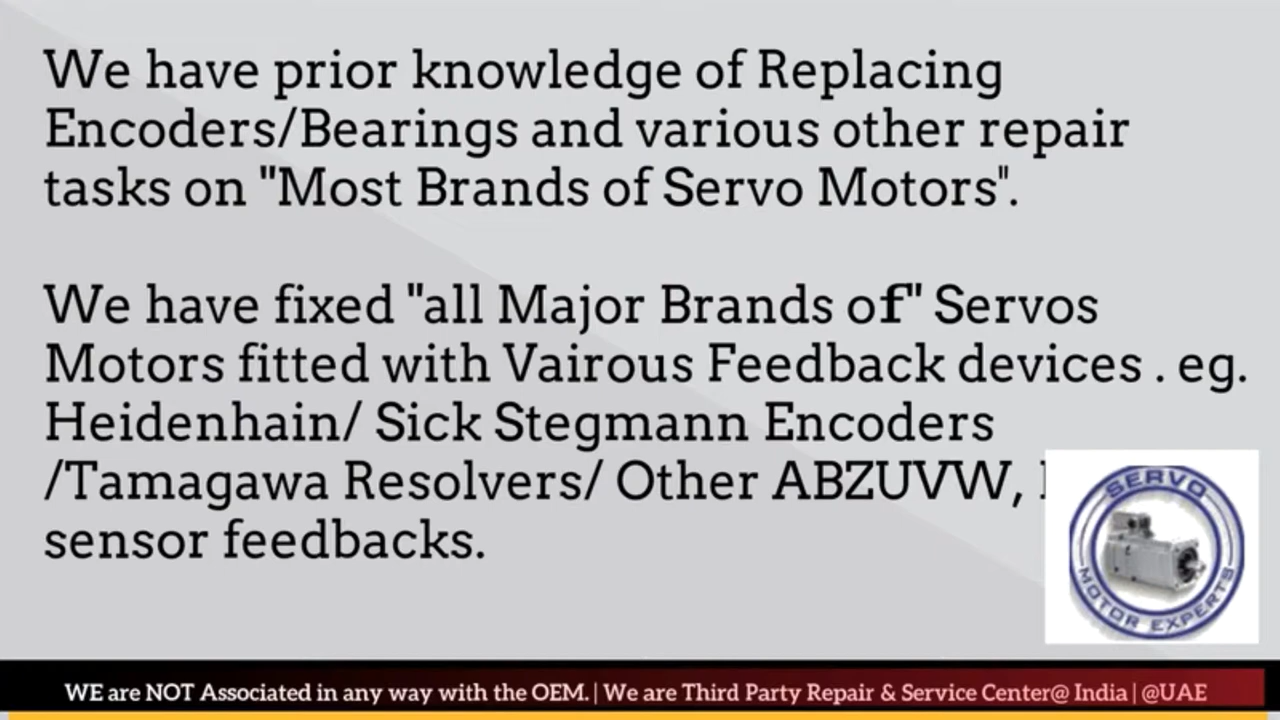 We have prior knowledge of Replacing
Encoders/Bearings and various other repair
tasks on "Most Brands of Servo Motors".
We have fixed "all Major Brands of" Servos
Motors fitted with Vairous Feedback devices . eg.
Heidenhain/ Sick Stegmann Encoders
/Tamagawa Resolvers/ Other ABZUVW,
sensor feedbacks.
SERVO
MOTOR EXPERTS
WE are NOT Associated in any way with the OEM. | We are Third Party Repair & Service Center@ India | @UAE